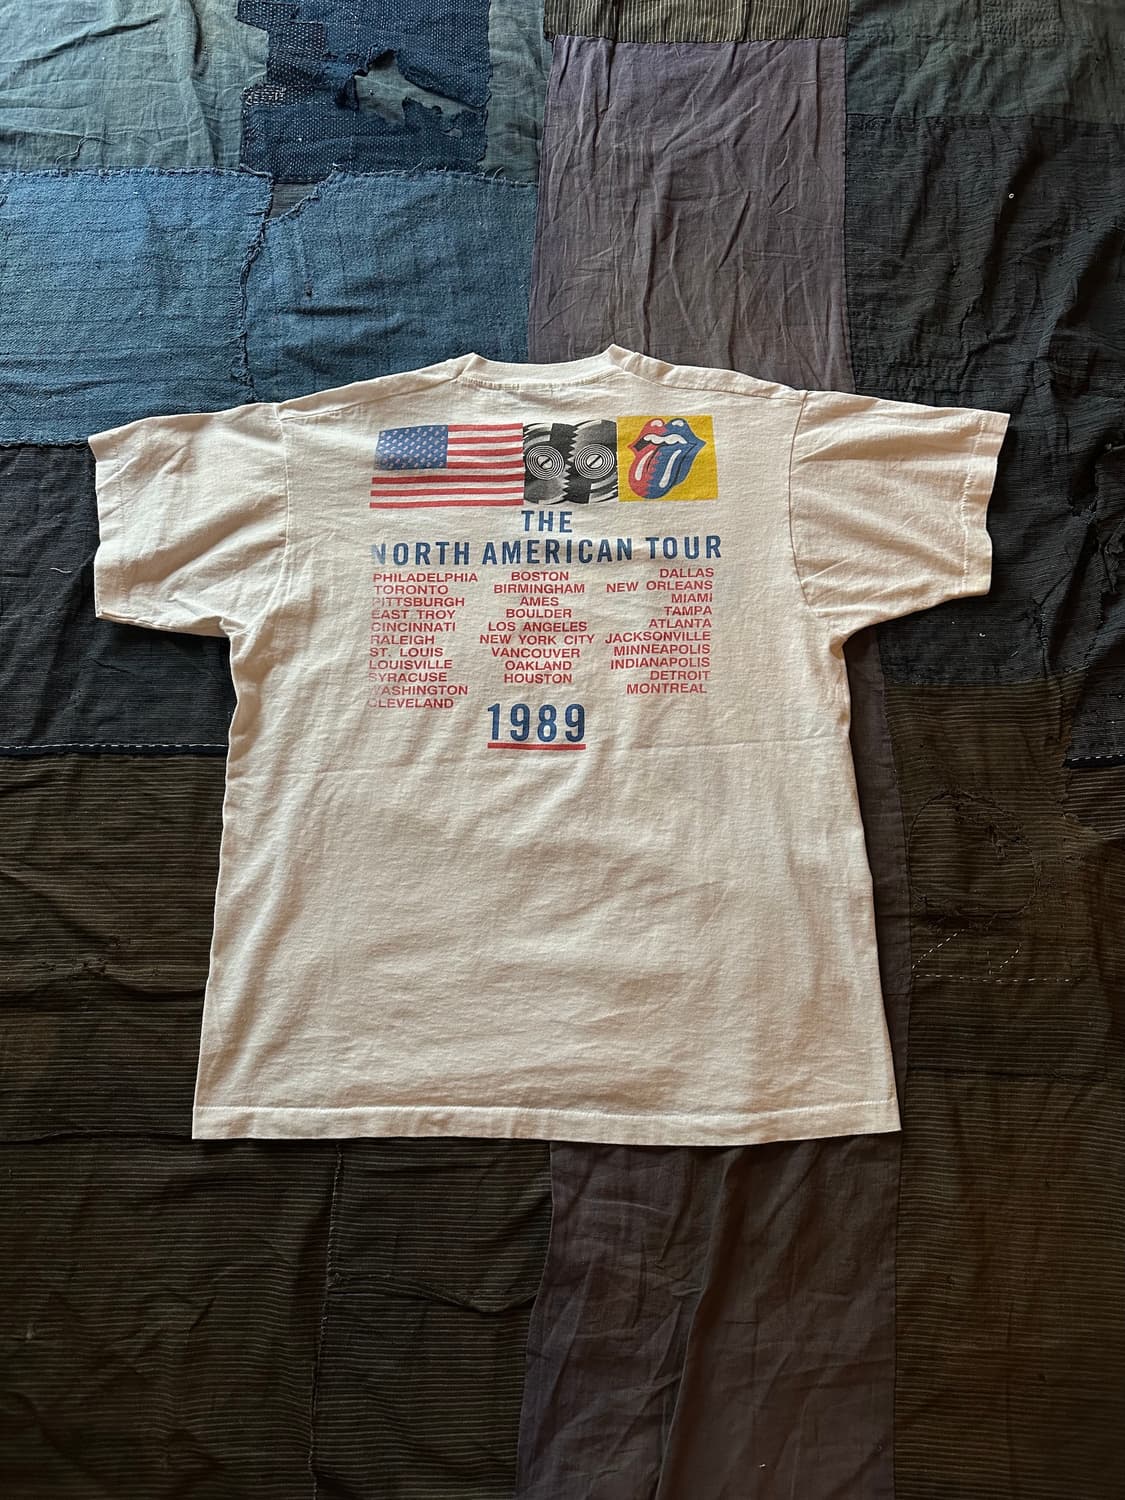 THE
NORTH AMERICAN TOUR
PHILADELPHIA
TORONTO
PITTSBURGH
EAST TROY
CINCINNATI
RALEIGH
ST. LOUIS
LOUISVILLE
SYRACUSE
WASHINGTON
CLEVELAND
BOSTON
BIRMINGHAM
AMES
BOULDER
LOS ANGELES
NEW YORK CITY
VANCOUVER
OAKLAND
HOUSTON
DALLAS
NEW ORLEANS
MIAMI
TAMPA
ATLANTA
JACKSONVILLE
MINNEAPOLIS
INDIANAPOLIS
DETROIT
MONTREAL
1989